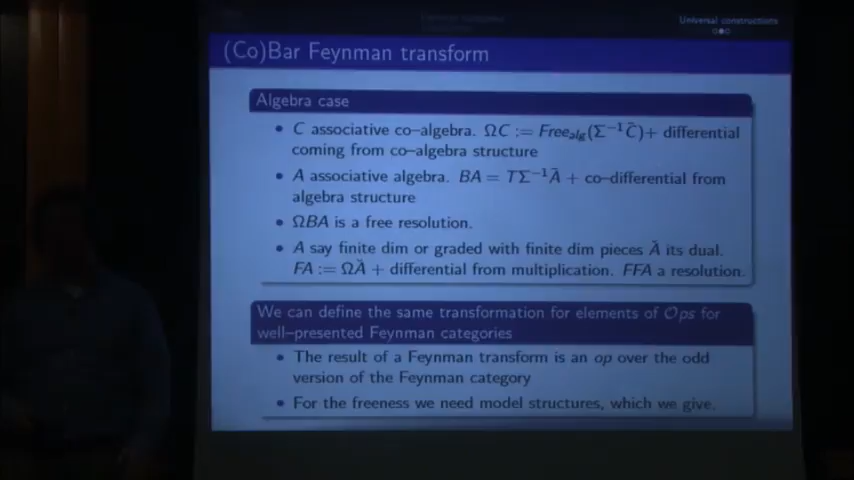 Universal constructions
(Co)Bar Feynman transform
Algebra case
• C associative co–algebra. ΩC := Free_alg(Σ⁻¹C̄)+ differential
coming from co–algebra structure
• A associative algebra. BA = TΣ⁻¹Ā + co–differential from
algebra structure
• ΩBA is a free resolution.
• A say finite dim or graded with finite dim pieces Ǎ its dual.
FA := ΩǍ + differential from multiplication. FFA a resolution.
We can define the same transformation for elements of Ops for
well–presented Feynman categories
• The result of a Feynman transform is an op over the odd
version of the Feynman category
• For the freeness we need model structures, which we give.